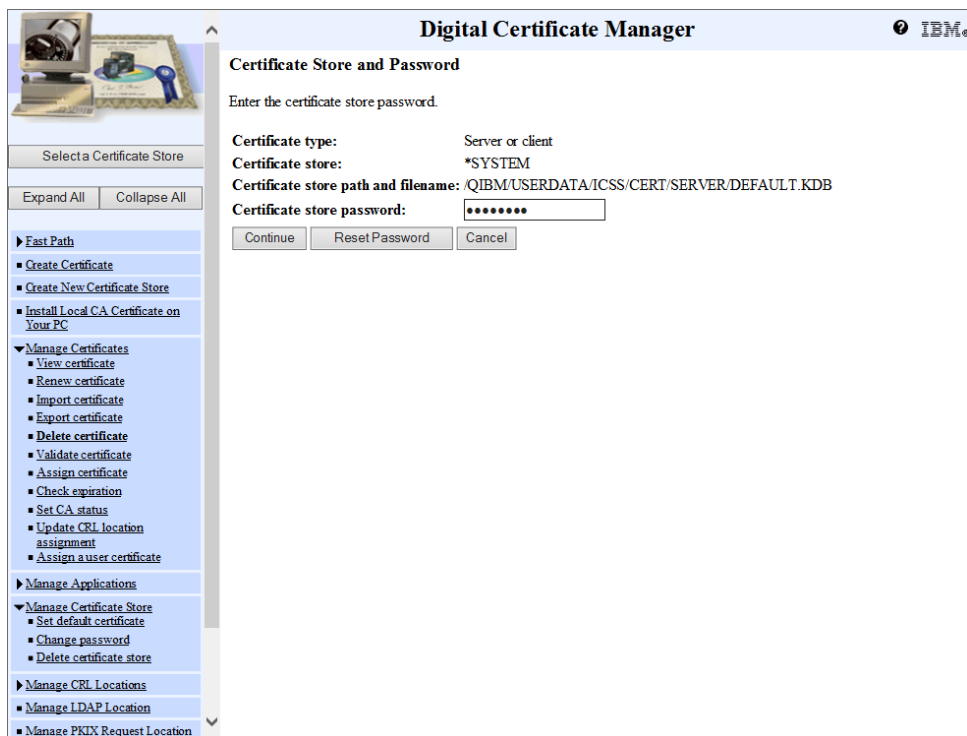 Digital Certificate Manager
IBM
Certificate Store and Password
Enter the certificate store password.
Certificate type: Server or client
Certificate store: *SYSTEM
Certificate store path and filename: /QIBM/USERDATA/ICSS/CERT/SERVER/DEFAULT.KDB
Certificate store password: ••••••••
Continue Reset Password Cancel
Select a Certificate Store
Expand All Collapse All
Fast Path
Create Certificate
Create New Certificate Store
Install Local CA Certificate on
Your PC
Manage Certificates
View certificate
Renew certificate
Import certificate
Export certificate
Delete certificate
Validate certificate
Assign certificate
Check expiration
Set CA status
Update CRL location
assignment
Assign a user certificate
Manage Applications
Manage Certificate Store
Set default certificate
Change password
Delete certificate store
Manage CRL Locations
Manage LDAP Location
Manage PKIX Request Location